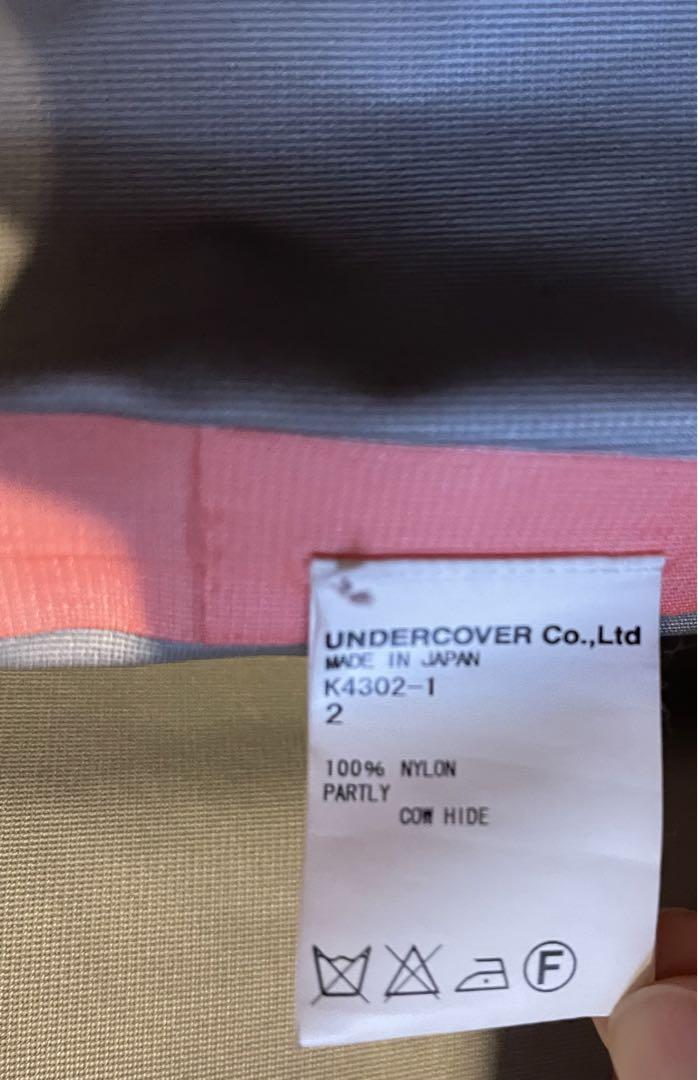 UNDERCOVER Co.,Ltd
MADE IN JAPAN
K4302-1
2
100% NYLON
PARTLY
COW HIDE
F